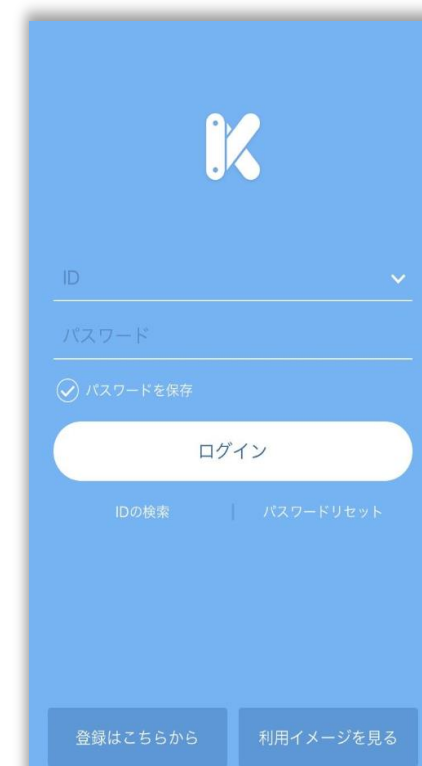 K
ID
パスワード
パスワードを保存
ログイン
IDの検索 | パスワードリセット
登録はこちらから 利用イメージを見る